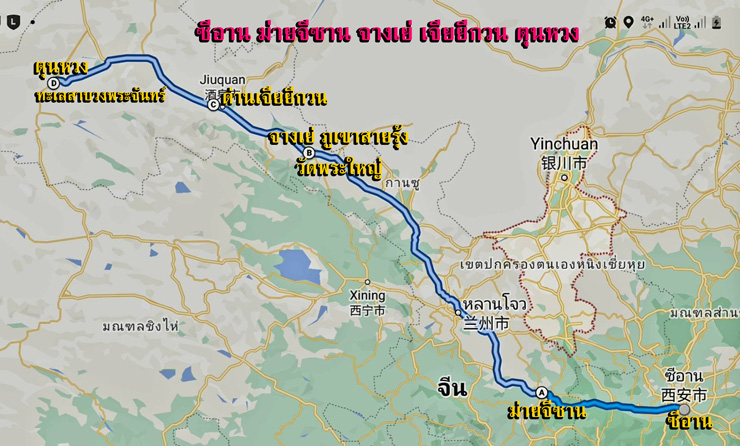 ซีอาน ม่ายจีซาน จางเย่ เจียยีกวน ตุนหวง
L
4G+
Vo))
LTE2
ตุนหวง
D
ทะเลสาบวงพระจันทร์
Jiuquan
C
ด่านเจียยีกวน
จางเย่ ภูเขาสายรุ้ง
B
วัดพระใหญ่
Yinchuan
银川市
กานซู
เขตปกครองตนเองหนิงเซี่ยหุย
Xining
西宁市
หลานโจว
兰州市
มณฑลชิงไห่
มณฑลส่าน
จีน
A
ม่ายจีซาน
ซีอาน
西安市
ซีอาน